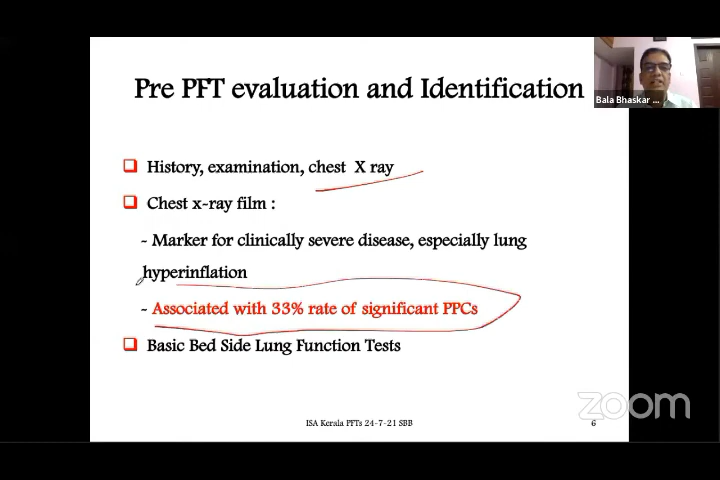 Pre PFT evaluation and Identification
Bala Bhaskar ...
❑ History, examination, chest X ray
❑ Chest x-ray film :
- Marker for clinically severe disease, especially lung
hyperinflation
- Associated with 33% rate of significant PPCs
❑ Basic Bed Side Lung Function Tests
zoom
ISA Kerala PFTs 24-7-21 SBB
6